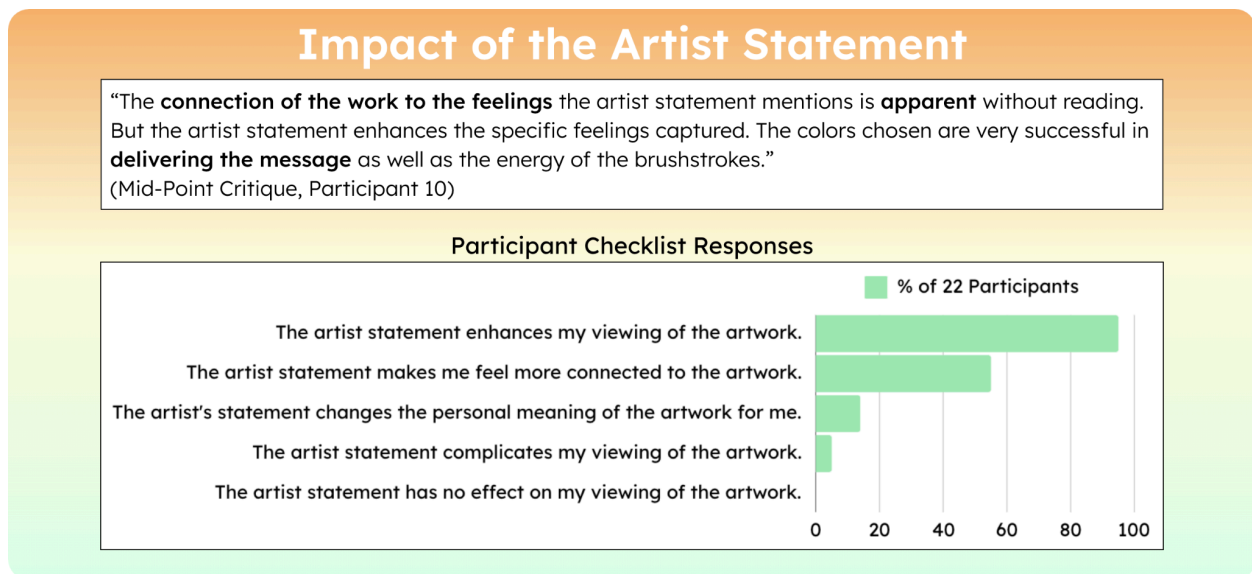 Impact of the Artist Statement
“The connection of the work to the feelings the artist statement mentions is apparent without reading.
But the artist statement enhances the specific feelings captured. The colors chosen are very successful in
delivering the message as well as the energy of the brushstrokes.”
(Mid-Point Critique, Participant 10)
Participant Checklist Responses
% of 22 Participants
The artist statement enhances my viewing of the artwork.
The artist statement makes me feel more connected to the artwork.
The artist's statement changes the personal meaning of the artwork for me.
The artist statement complicates my viewing of the artwork.
The artist statement has no effect on my viewing of the artwork.
0 20 40 60 80 100